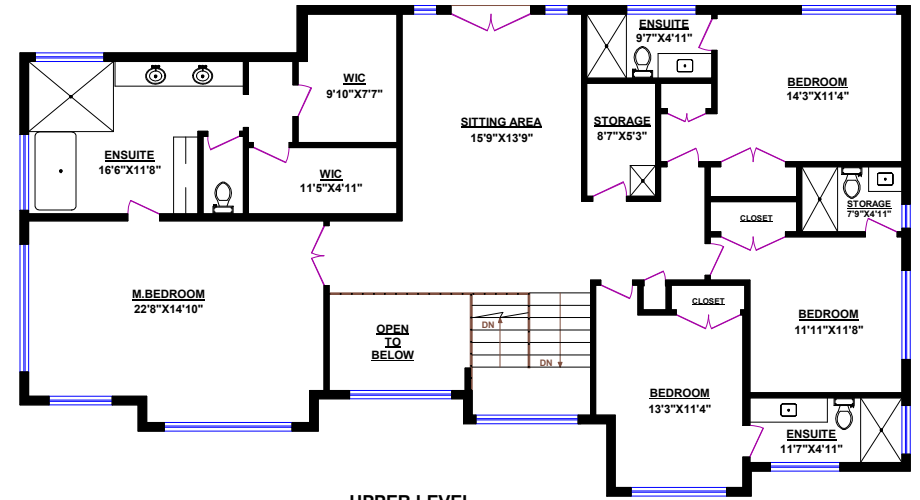 ENSUITE
9'7"X4'11"
WIC
9'10"X7'7"
BEDROOM
14'3"X11'4"
SITTING AREA
15'9"X13'9"
STORAGE
8'7"X5'3"
ENSUITE
16'6"X11'8"
WIC
11'5"X4'11"
STORAGE
7'9"X4'11"
CLOSET
M.BEDROOM
22'8"X14'10"
CLOSET
BEDROOM
11'11"X11'8"
OPEN
TO
BELOW
DN
DN
BEDROOM
13'3"X11'4"
ENSUITE
11'7"X4'11"
UPPER LEVEL